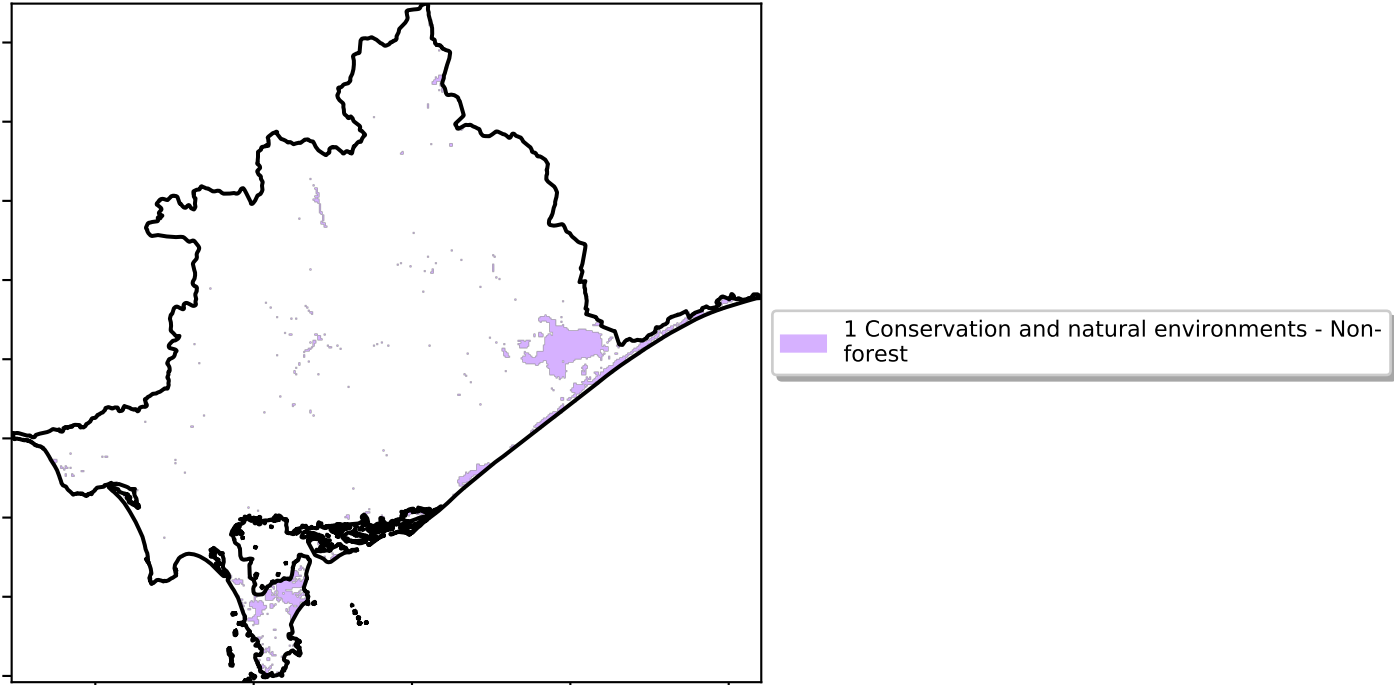 1 Conservation and natural environments - Non-
forest